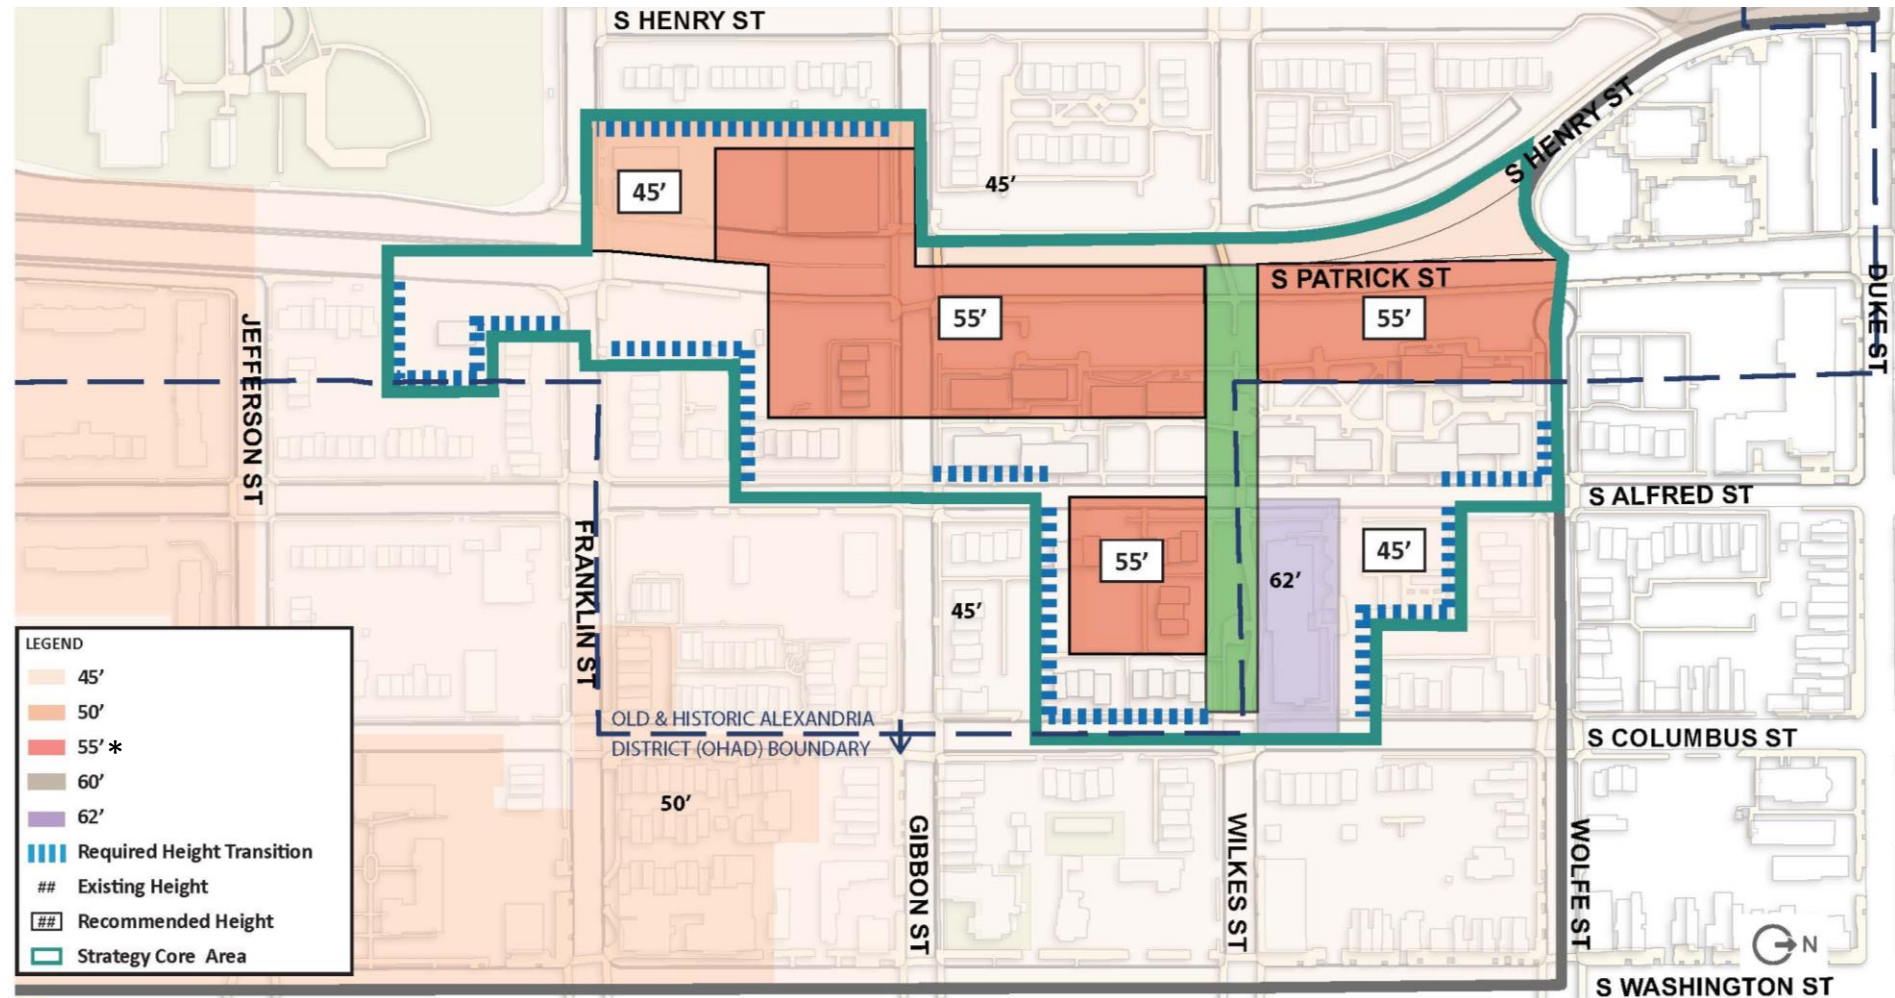 S HENRY ST
S HENRY ST
45’
45’
S PATRICK ST
55’
55’
DUKE ST
JEFFERSON ST
S ALFRED ST
FRANKLIN ST
55’
62’
45’
45’
OLD & HISTORIC ALEXANDRIA
DISTRICT (OHAD) BOUNDARY
S COLUMBUS ST
50’
GIBBON ST
WILKES ST
WOLFE ST
N
S WASHINGTON ST
LEGEND
45’
50’
55’ *
60’
62’
Required Height Transition
## Existing Height
## Recommended Height
Strategy Core Area